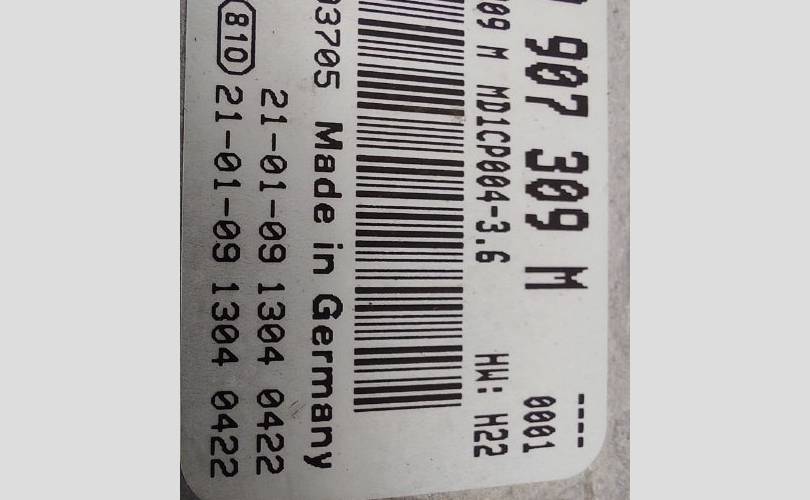 907 309 M
----
0001
09 M MD1CP004-3.6 HW: H22
03705 Made in Germany
21-01-09 1304 0422
810 21-01-09 1304 0422